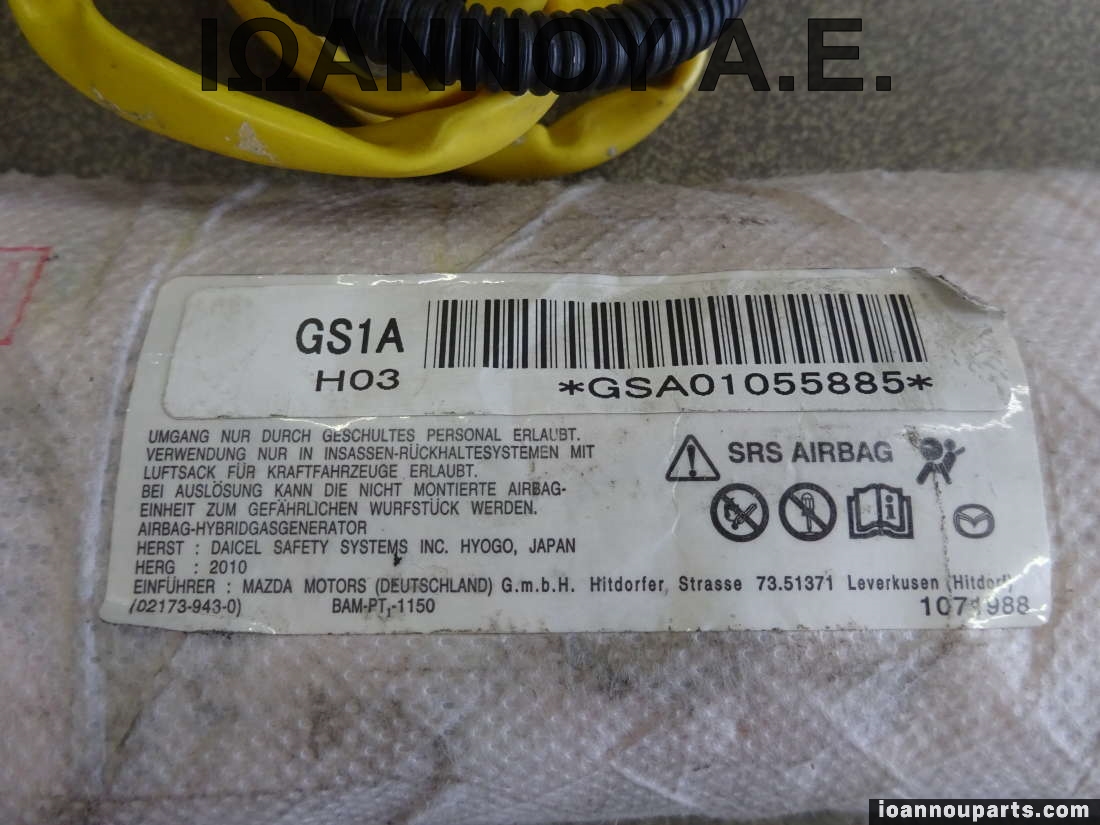 ΙΩΑΝΝΟΥ Α.Ε.
GS1A
H03
*GSA01055885*
UMGANG NUR DURCH GESCHULTES PERSONAL ERLAUBT.
VERWENDUNG NUR IN INSASSEN-RÜCKHALTESYSTEMEN MIT
LUFTSACK FÜR KRAFTFAHRZEUGE ERLAUBT.
BEI AUSLÖSUNG KANN DIE NICHT MONTIERTE AIRBAG-
EINHEIT ZUM GEFÄHRLICHEN WURFSTÜCK WERDEN.
AIRBAG-HYBRIDGASGENERATOR
HERST : DAICEL SAFETY SYSTEMS INC. HYOGO, JAPAN
HERG : 2010
EINFÜHRER : MAZDA MOTORS (DEUTSCHLAND) G.m.b.H. Hitdorfer, Strasse 73.51371 Leverkusen (Hitdorf)
(02173-943-0) BAM-PT₁-1150
SRS AIRBAG
1071988
ioannouparts.com